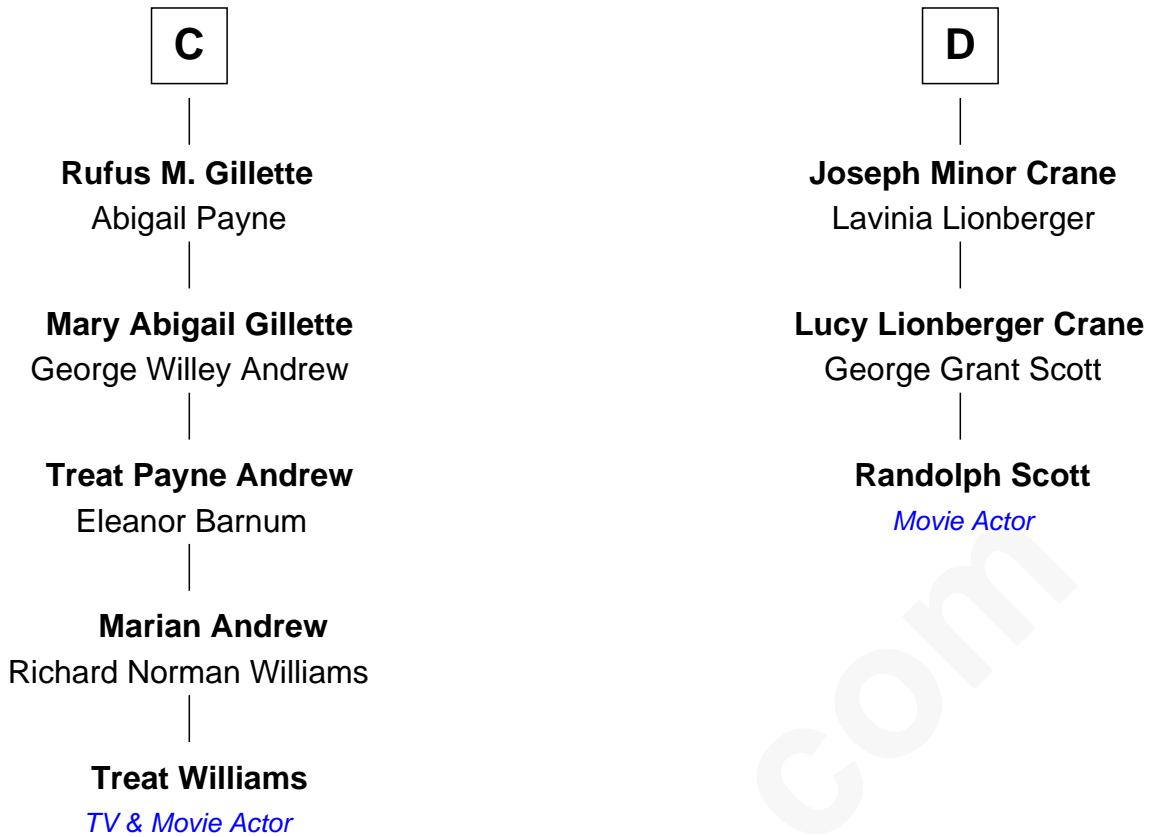 C
Rufus M. Gillette
Abigail Payne
Mary Abigail Gillette
George Willey Andrew
Treat Payne Andrew
Eleanor Barnum
Marian Andrew
Richard Norman Williams
Treat Williams
TV & Movie Actor
D
Joseph Minor Crane
Lavinia Lionberger
Lucy Lionberger Crane
George Grant Scott
Randolph Scott
Movie Actor
com